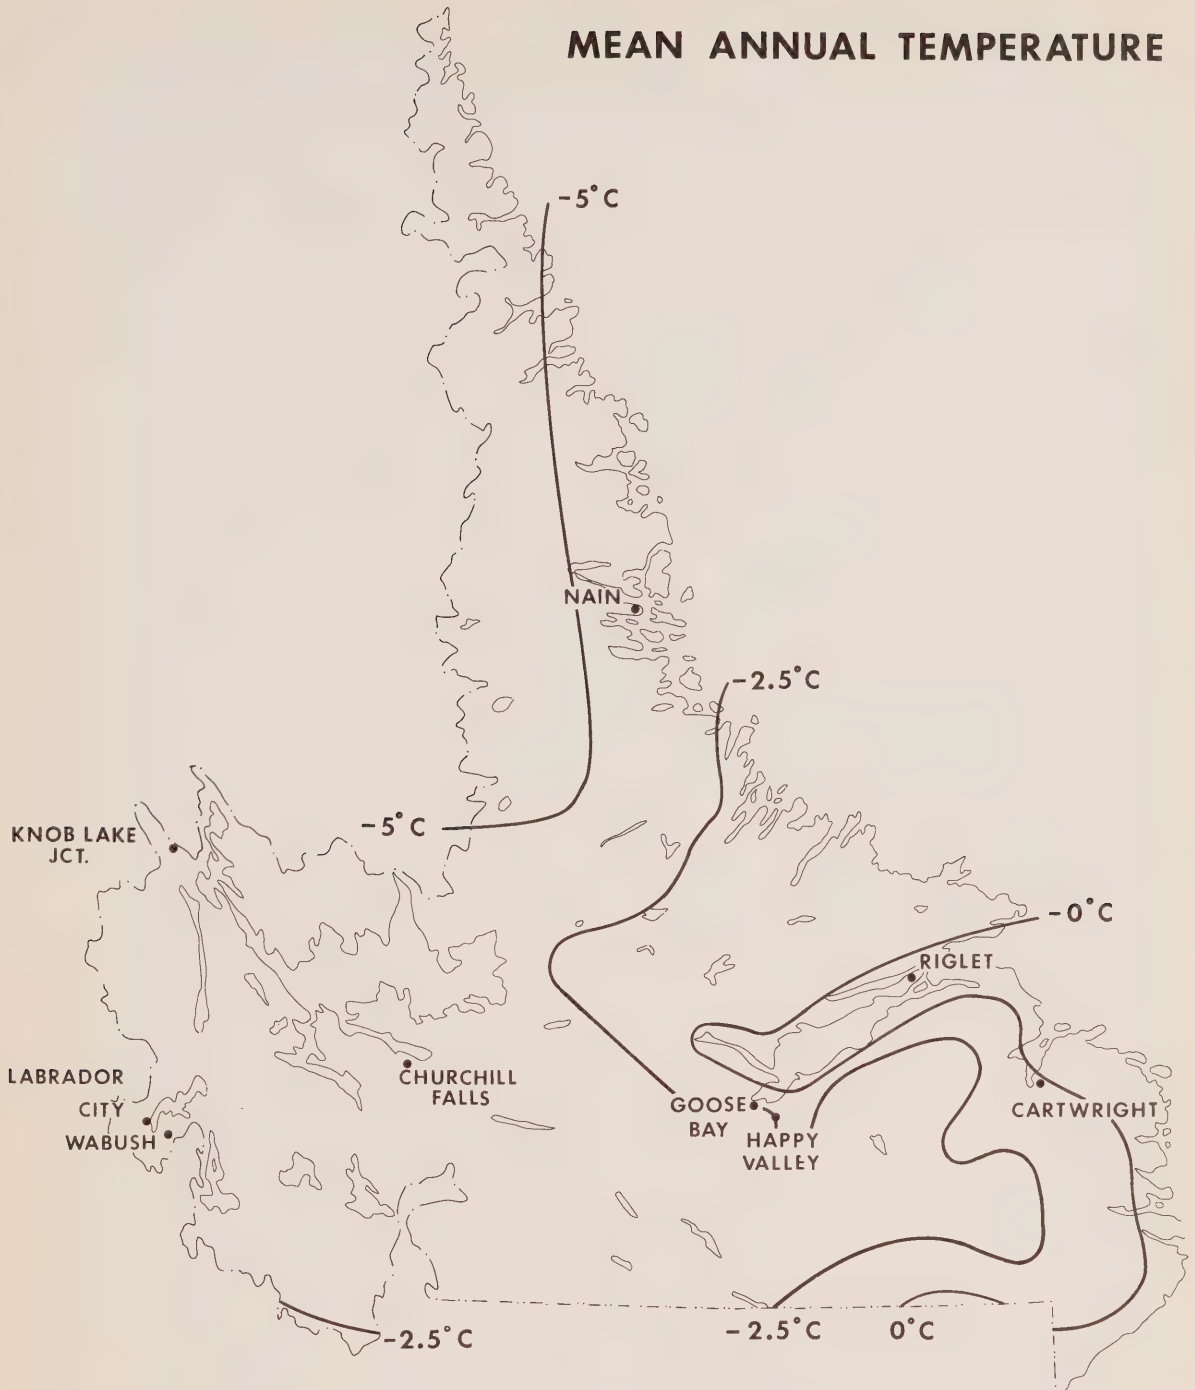 MEAN ANNUAL TEMPERATURE
-5°C
NAIN
-2.5°C
-5°C
KNOB LAKE
JCT.
-0°C
RIGLET
LABRADOR
CITY
WABUSH
CHURCHILL
FALLS
GOOSE
BAY
HAPPY
VALLEY
CARTWRIGHT
-2.5°C
-2.5°C
0°C